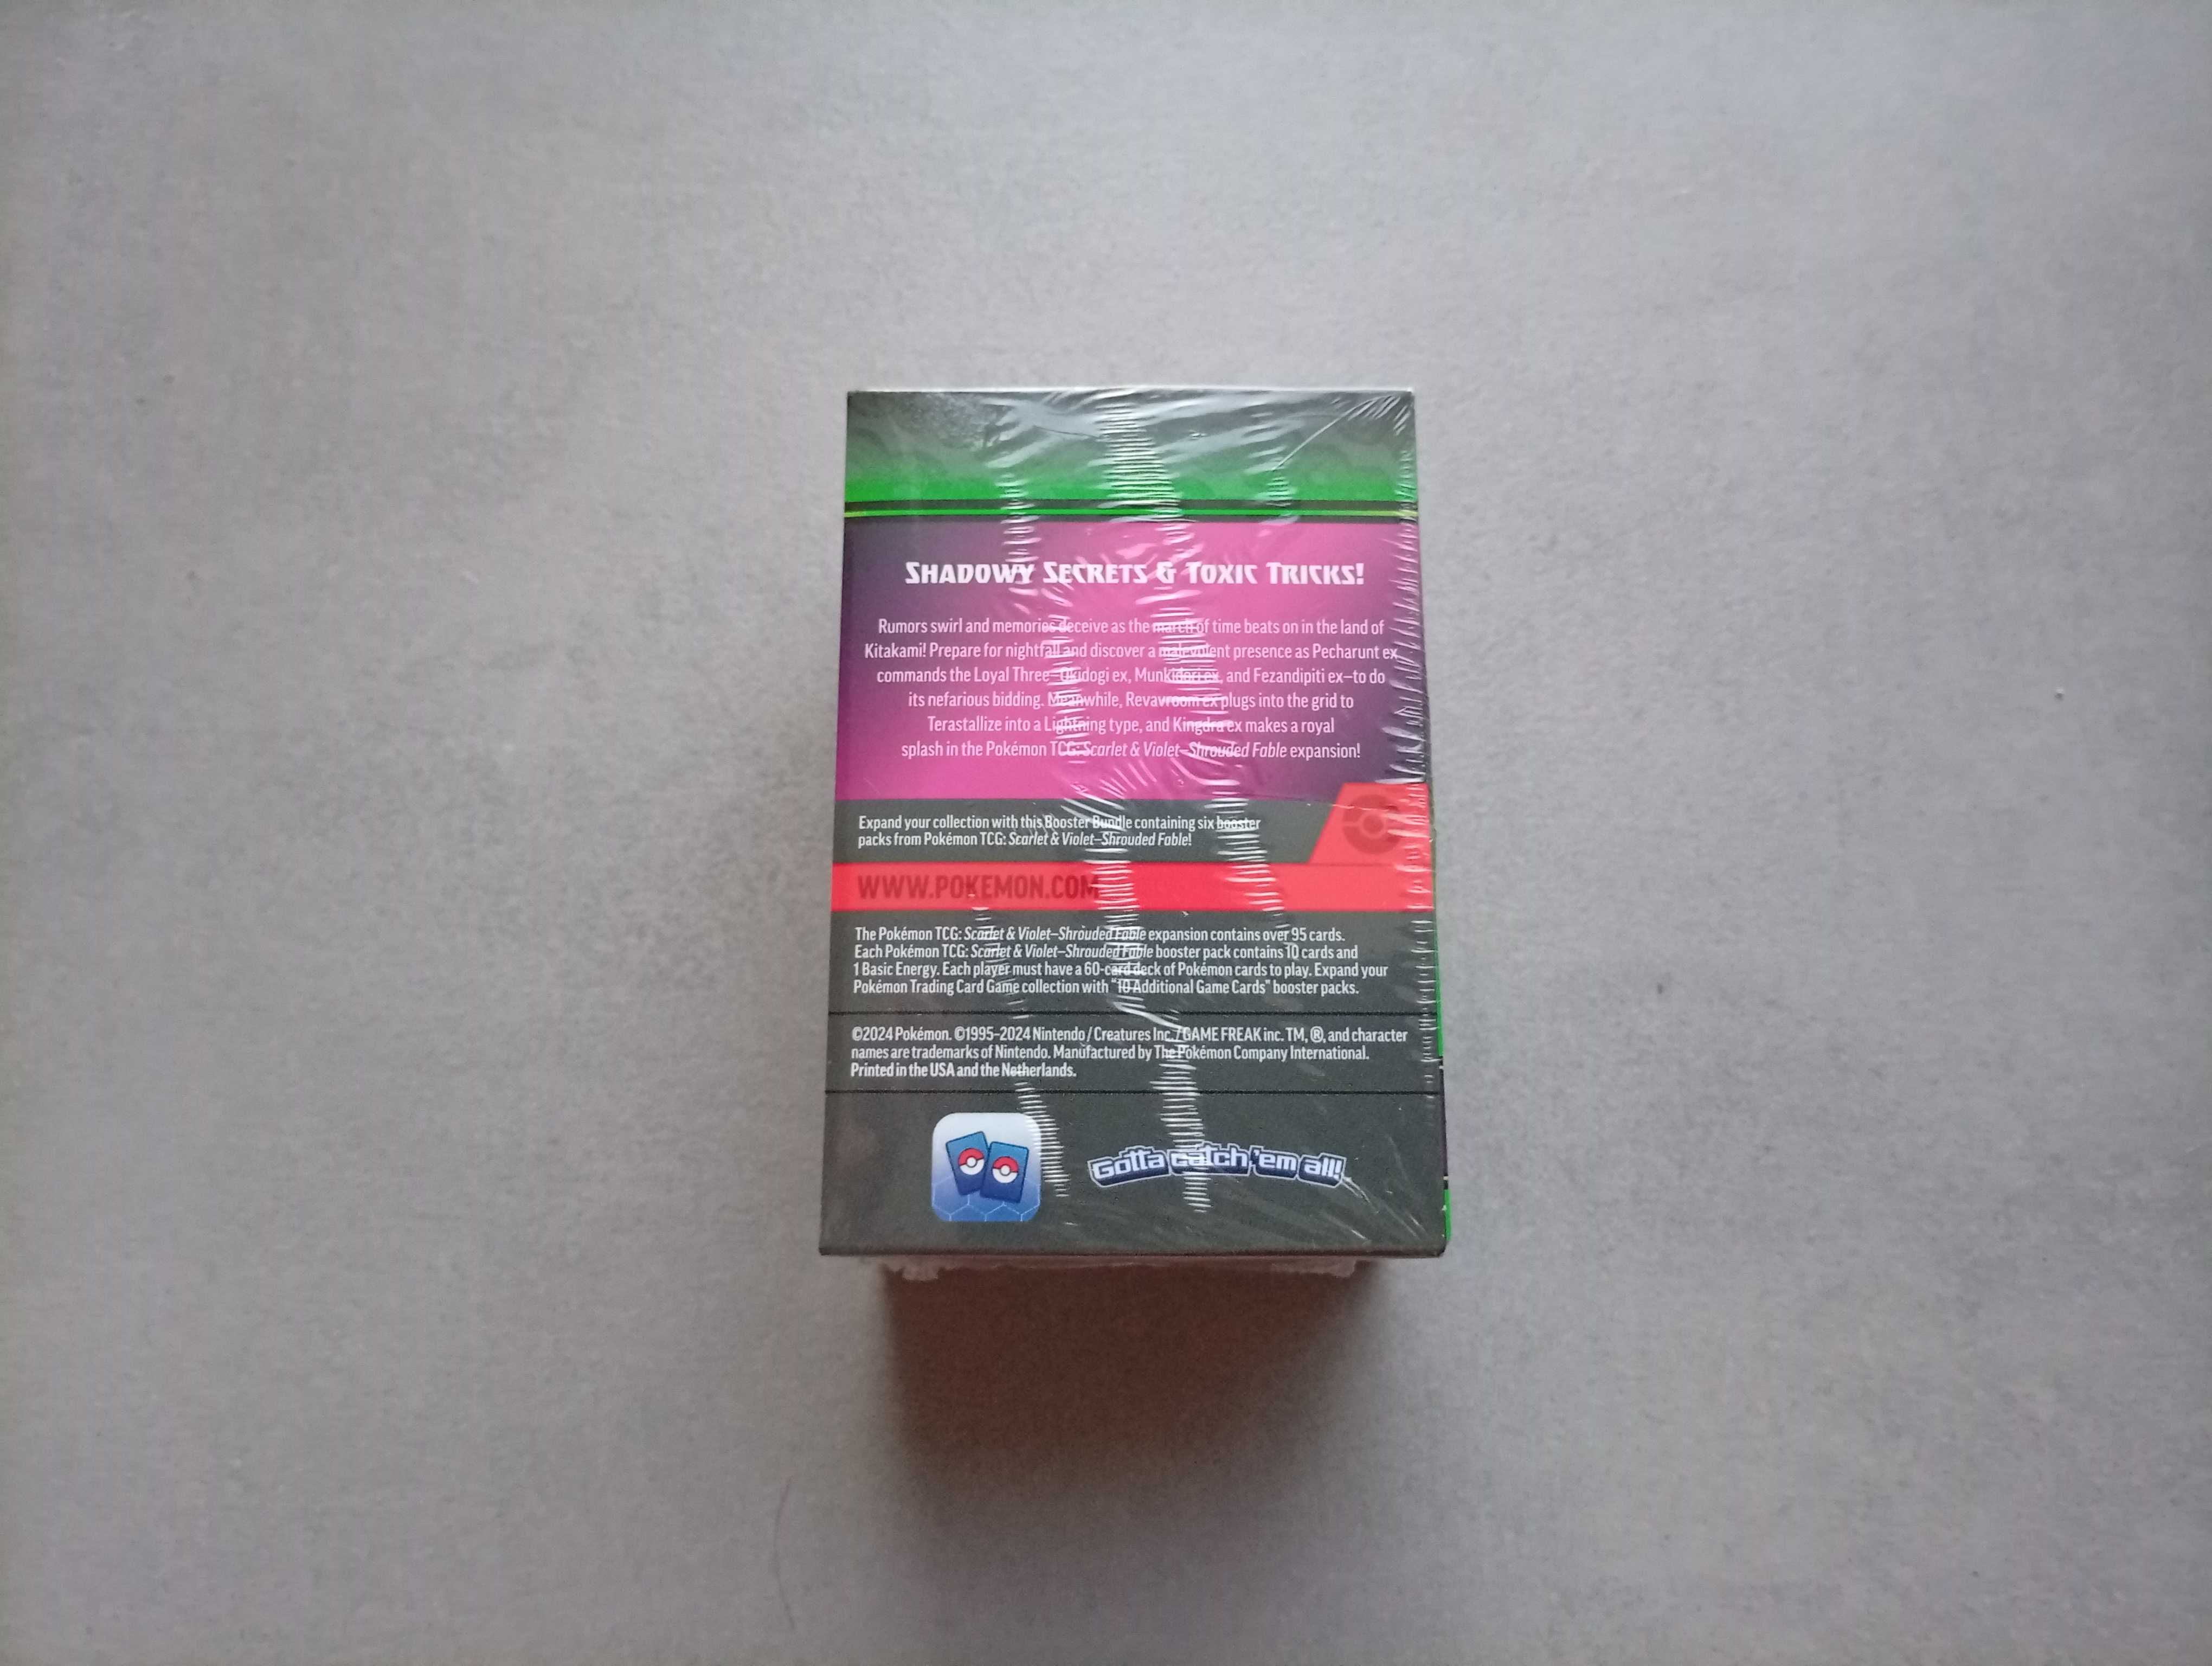 SHADOWY SECRETS & TOXIC TRICKS!
Rumors swirl and memories deceive as the march of time beats on in the land of
Kitakami! Prepare for nightfall and discover a malevolent presence as Pecharunt ex
commands the Loyal Three—Okidogi ex, Munkidori ex, and Fezandipiti ex—to do
its nefarious bidding. Meanwhile, Revavroom ex plugs into the grid to
Terastallize into a Lightning type, and Kingdra ex makes a royal
splash in the Pokémon TCG: Scarlet & Violet—Shrouded Fable expansion!
Expand your collection with this Booster Bundle containing six booster
packs from Pokémon TCG: Scarlet & Violet—Shrouded Fable!
WWW.POKEMON.COM
The Pokémon TCG: Scarlet & Violet—Shrouded Fable expansion contains over 95 cards.
Each Pokémon TCG: Scarlet & Violet—Shrouded Fable booster pack contains 10 cards and
1 Basic Energy. Each player must have a 60-card deck of Pokémon cards to play. Expand your
Pokémon Trading Card Game collection with "10 Additional Game Cards" booster packs.
©2024 Pokémon. ©1995–2024 Nintendo / Creatures Inc. / GAME FREAK inc. TM, ®, and character
names are trademarks of Nintendo. Manufactured by The Pokémon Company International.
Printed in the USA and the Netherlands.
Gotta catch 'em all!